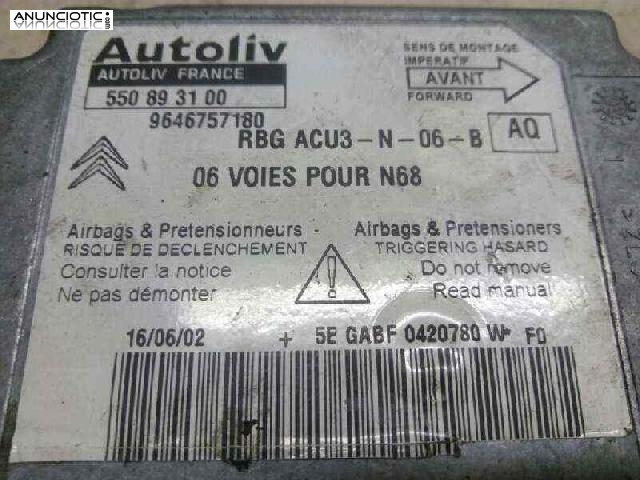 ANUNCIOTIC.es
Autoliv
AUTOLIV FRANCE
550 89 31 00
9646757180
SENS DE MONTAGE
IMPERATIF
AVANT
FORWARD
RBG ACU3-N-06-B
AQ
06 VOIES POUR N68
Airbags & Pretensionneurs -
RISQUE DE DECLENCHEMENT
Consulter la notice
Ne pas démonter
Airbags & Pretensioners
TRIGGERING HASARD
Do not remove
Read manual
16/06/02 + 5E GABF 0420780 W* F0